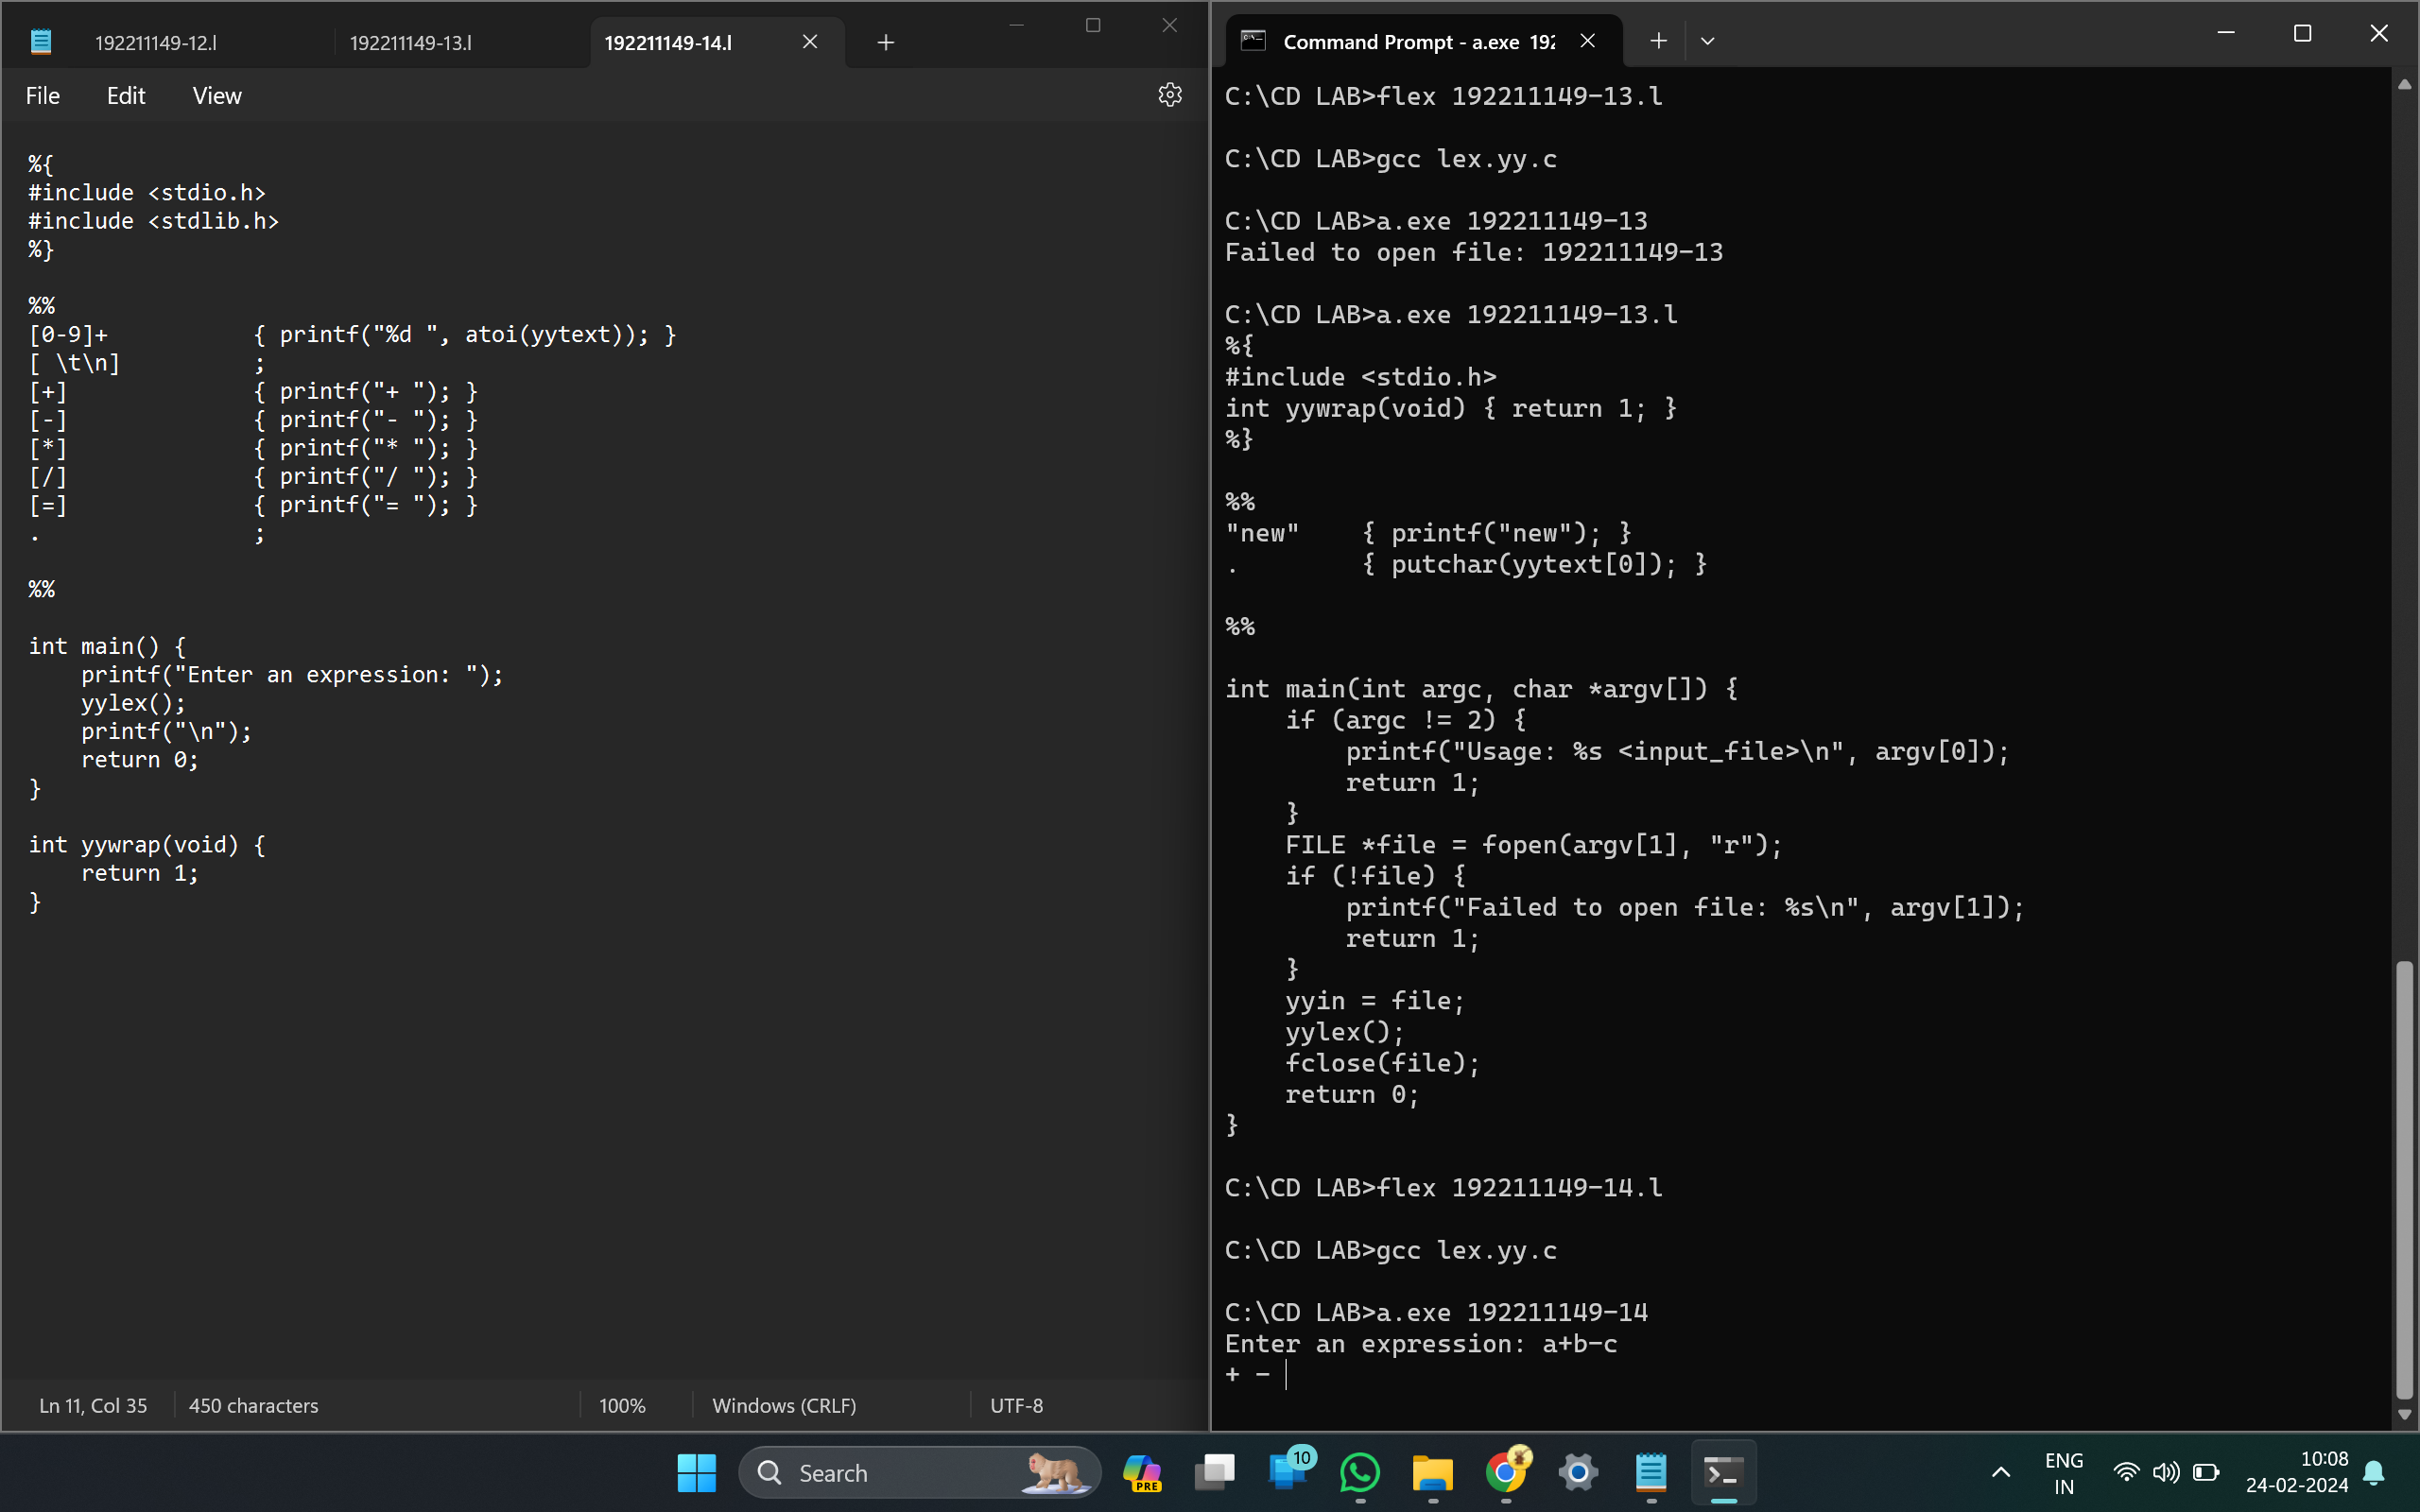 192211149-12.l
192211149-13.l
192211149-14.l
File Edit View
%{
#include <stdio.h>
#include <stdlib.h>
%}

%%
[0-9]+           { printf("%d ", atoi(yytext)); }
[ \t\n]          ;
[+]              { printf("+ "); }
[-]              { printf("- "); }
[*]              { printf("* "); }
[/]              { printf("/ "); }
[=]              { printf("= "); }
.                ;

%%

int main() {
    printf("Enter an expression: ");
    yylex();
    printf("\n");
    return 0;
}

int yywrap(void) {
    return 1;
}
Ln 11, Col 35
450 characters
100%
Windows (CRLF)
UTF-8
Command Prompt - a.exe 192
C:\CD LAB>flex 192211149-13.l

C:\CD LAB>gcc lex.yy.c

C:\CD LAB>a.exe 192211149-13
Failed to open file: 192211149-13

C:\CD LAB>a.exe 192211149-13.l
%{
#include <stdio.h>
int yywrap(void) { return 1; }
%}

%%
"new"    { printf("new"); }
.        { putchar(yytext[0]); }

%%

int main(int argc, char *argv[]) {
    if (argc != 2) {
        printf("Usage: %s <input_file>\n", argv[0]);
        return 1;
    }
    FILE *file = fopen(argv[1], "r");
    if (!file) {
        printf("Failed to open file: %s\n", argv[1]);
        return 1;
    }
    yyin = file;
    yylex();
    fclose(file);
    return 0;
}

C:\CD LAB>flex 192211149-14.l

C:\CD LAB>gcc lex.yy.c

C:\CD LAB>a.exe 192211149-14
Enter an expression: a+b-c
+ -
Search
PRE
10
ENG
IN
10:08
24-02-2024